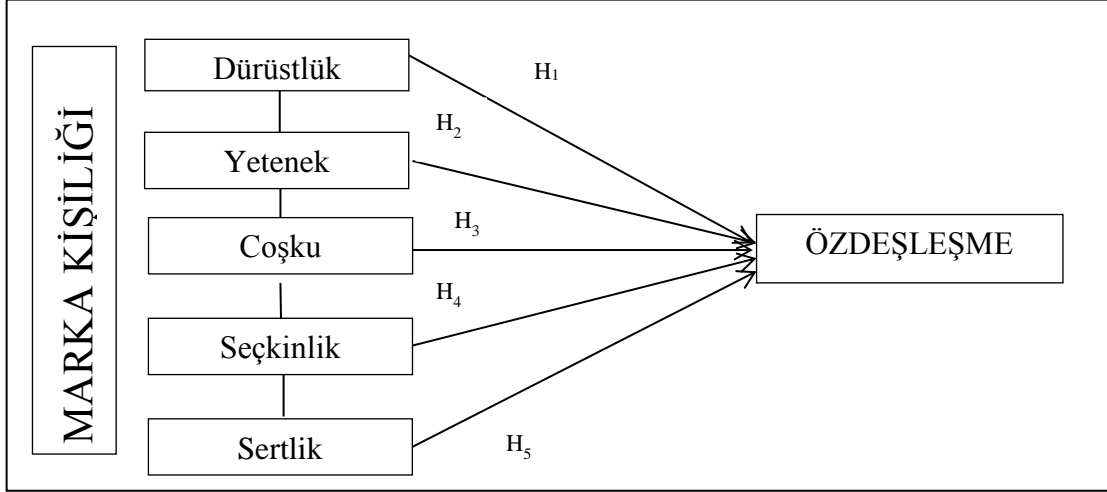 MARKA KİŞİLİĞİ
Dürüstlük
H1
H2
Yetenek
H3
Coşku
ÖZDEŞLEŞME
H4
Seçkinlik
Sertlik
H5